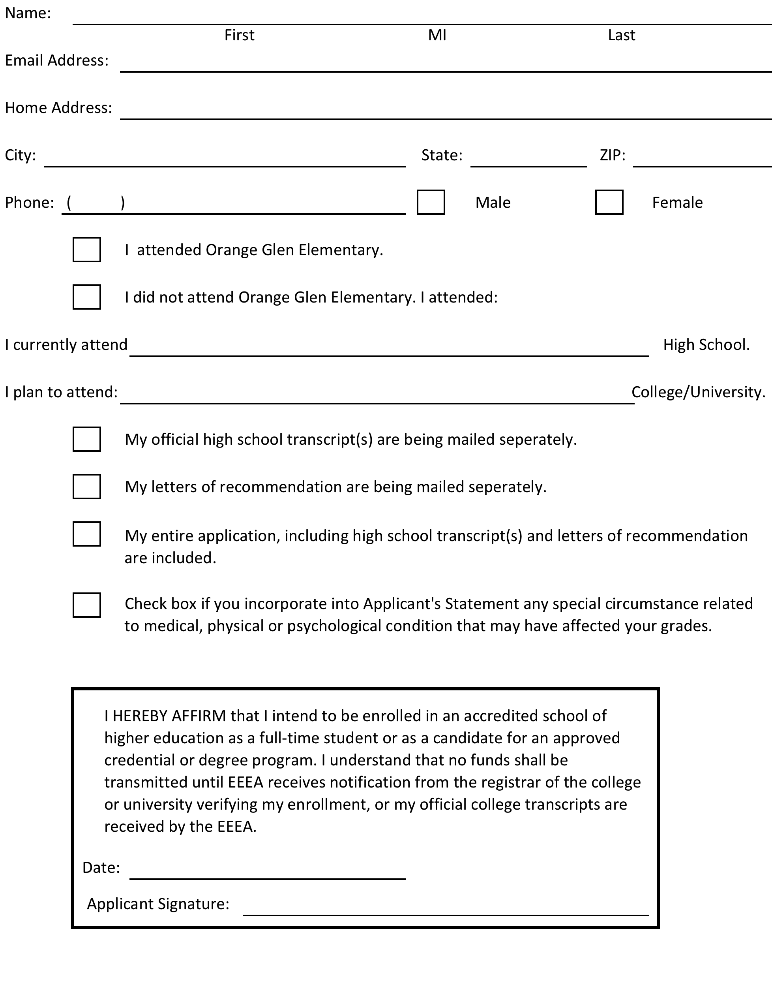 Name:
First MI Last
Email Address:
Home Address:
City: State: ZIP:
Phone: ( ) Male Female
I attended Orange Glen Elementary.
I did not attend Orange Glen Elementary. I attended:
I currently attend High School.
I plan to attend: College/University.
My official high school transcript(s) are being mailed seperately.
My letters of recommendation are being mailed seperately.
My entire application, including high school transcript(s) and letters of recommendation
are included.
Check box if you incorporate into Applicant's Statement any special circumstance related
to medical, physical or psychological condition that may have affected your grades.
I HEREBY AFFIRM that I intend to be enrolled in an accredited school of
higher education as a full-time student or as a candidate for an approved
credential or degree program. I understand that no funds shall be
transmitted until EEEA receives notification from the registrar of the college
or university verifying my enrollment, or my official college transcripts are
received by the EEEA.
Date:
Applicant Signature: